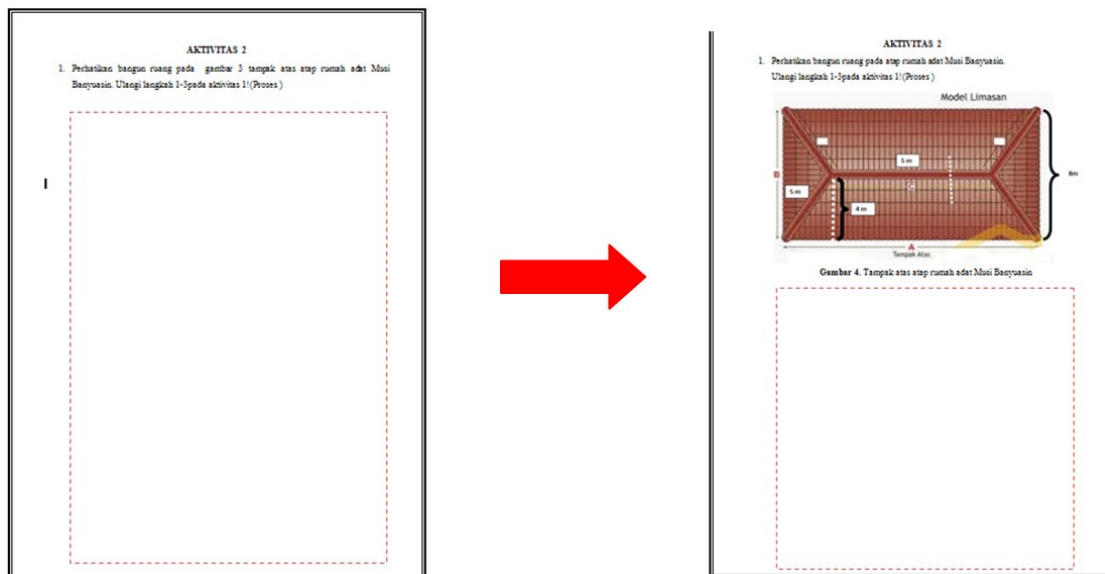 AKTIVITAS 2
1. Perhatikan bangun ruang pada gambar 3 tampak atas atap rumah adat Musi
Banyuasin. Ulangi langkah 1-3pada aktivitas 1!(Proses )
AKTIVITAS 2
1. Perhatikan bangun ruang pada atap rumah adat Musi Banyuasin.
Ulangi langkah 1-3pada aktivitas 1!(Proses )
Model Limasan
5 m
B
8m
5 m
C
4 m
A
Tampak Atas
Gambar 4. Tampak atas atap rumah adat Musi Banyuasin